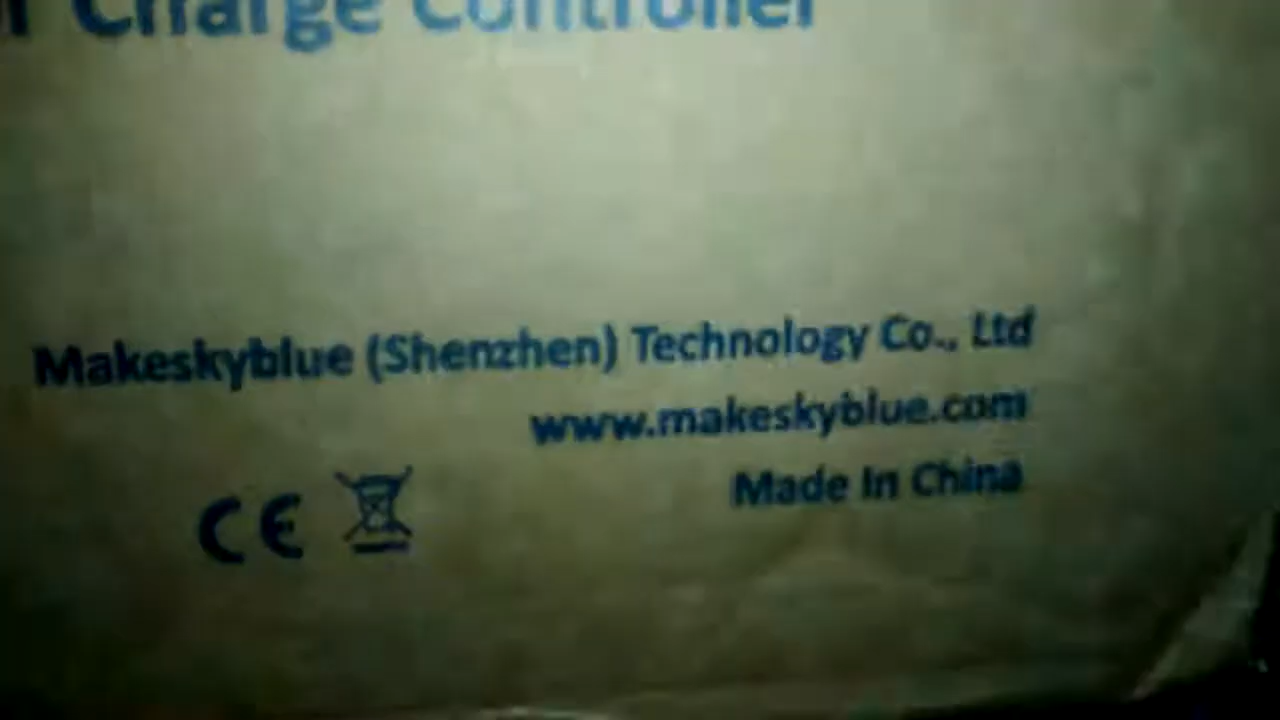 Charge Controller
Makeskyblue (Shenzhen) Technology Co., Ltd
www.makeskyblue.com
Made In China
CE